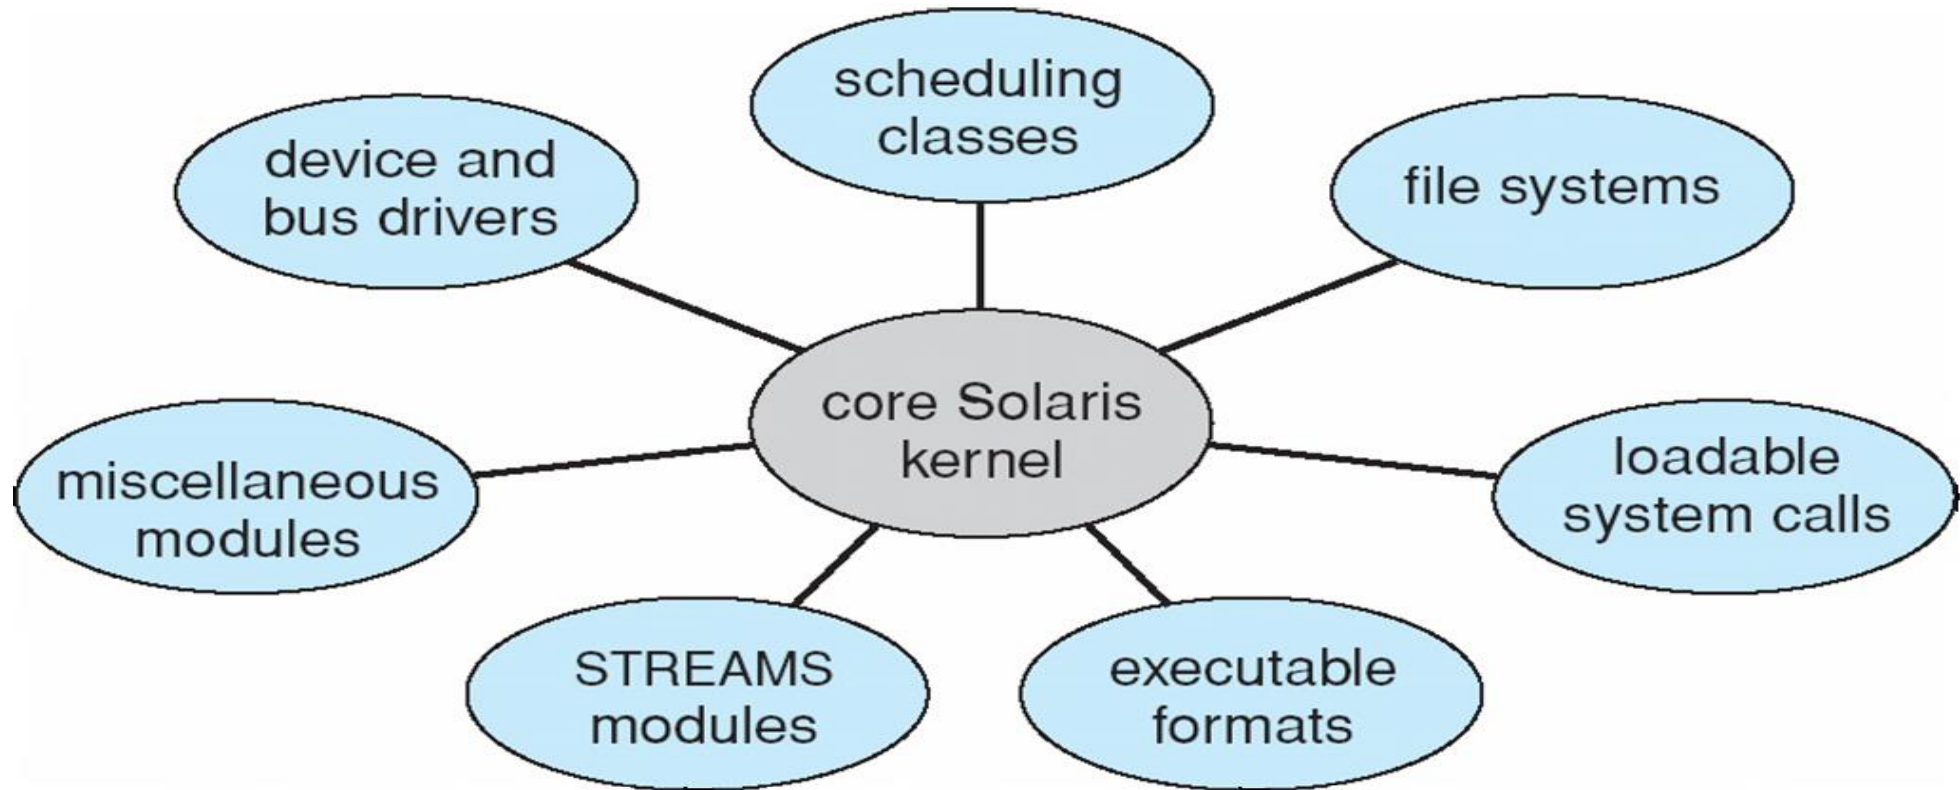 scheduling
classes
device and
bus drivers
file systems
core Solaris
kernel
miscellaneous
modules
loadable
system calls
STREAMS
modules
executable
formats